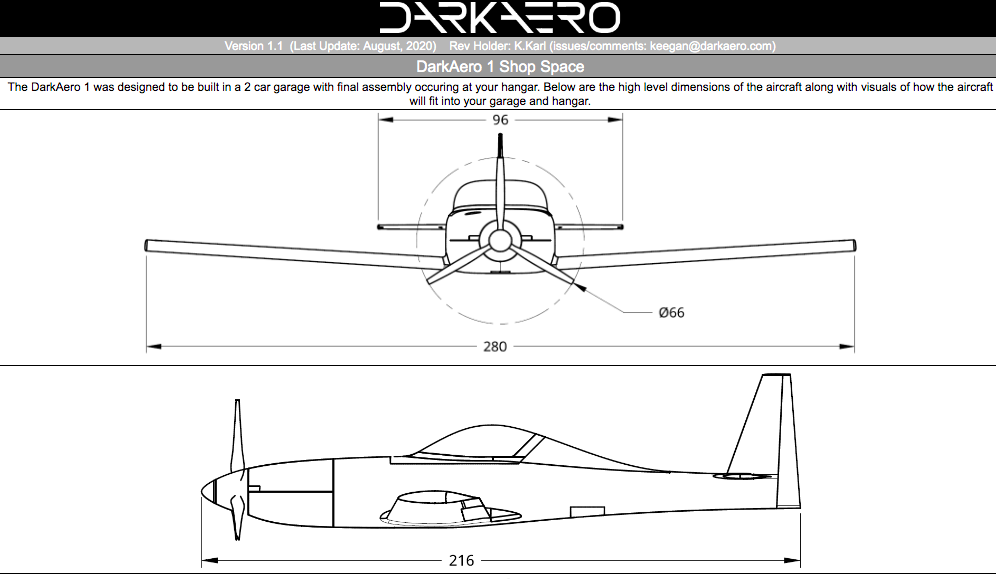 DARKAERO
Version 1.1 (Last Update: August, 2020) Rev Holder: K.Karl (issues/comments: keegan@darkaero.com)
DarkAero 1 Shop Space
The DarkAero 1 was designed to be built in a 2 car garage with final assembly occuring at your hangar. Below are the high level dimensions of the aircraft along with visuals of how the aircraft
will fit into your garage and hangar.
96
Ø66
280
216